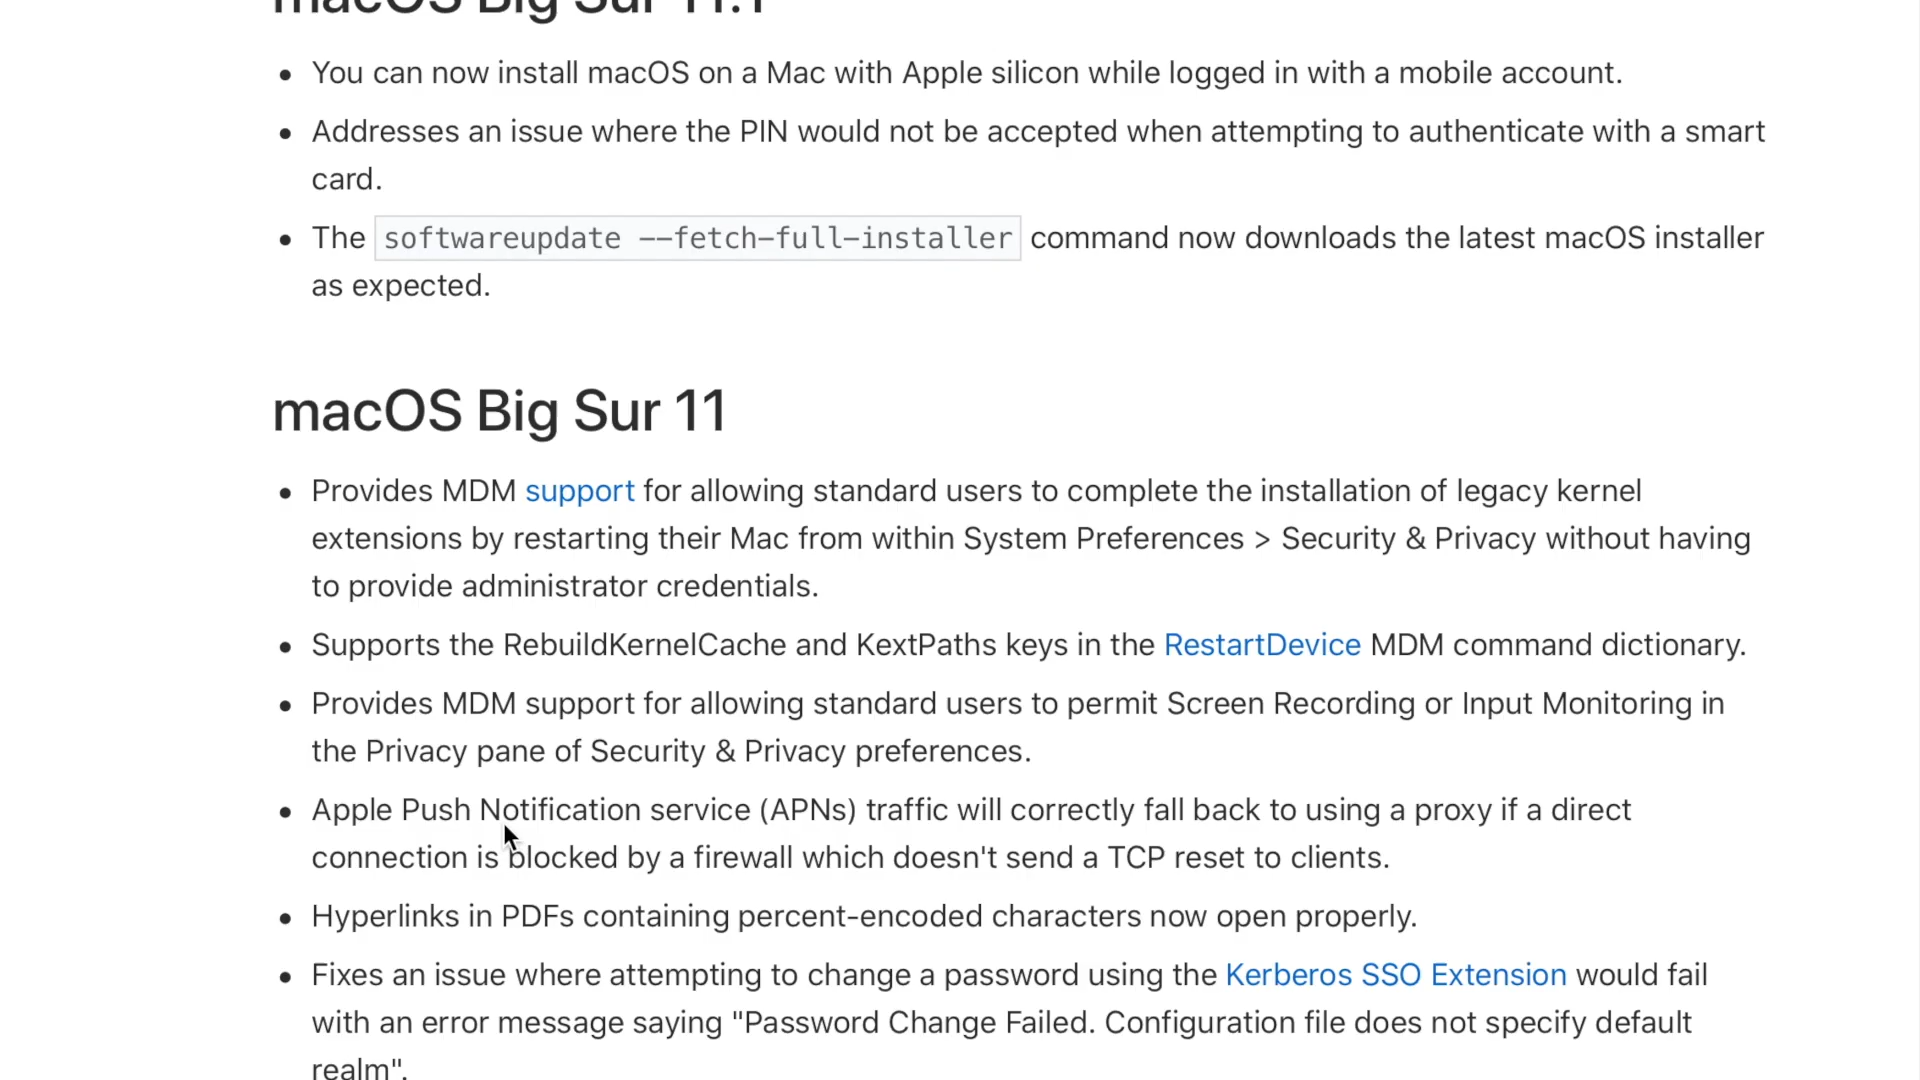 macOS Big Sur 11.1
• You can now install macOS on a Mac with Apple silicon while logged in with a mobile account.
• Addresses an issue where the PIN would not be accepted when attempting to authenticate with a smart
card.
• The softwareupdate --fetch-full-installer command now downloads the latest macOS installer
as expected.
macOS Big Sur 11
• Provides MDM support for allowing standard users to complete the installation of legacy kernel
extensions by restarting their Mac from within System Preferences > Security & Privacy without having
to provide administrator credentials.
• Supports the RebuildKernelCache and KextPaths keys in the RestartDevice MDM command dictionary.
• Provides MDM support for allowing standard users to permit Screen Recording or Input Monitoring in
the Privacy pane of Security & Privacy preferences.
• Apple Push Notification service (APNs) traffic will correctly fall back to using a proxy if a direct
connection is blocked by a firewall which doesn't send a TCP reset to clients.
• Hyperlinks in PDFs containing percent-encoded characters now open properly.
• Fixes an issue where attempting to change a password using the Kerberos SSO Extension would fail
with an error message saying "Password Change Failed. Configuration file does not specify default
realm".